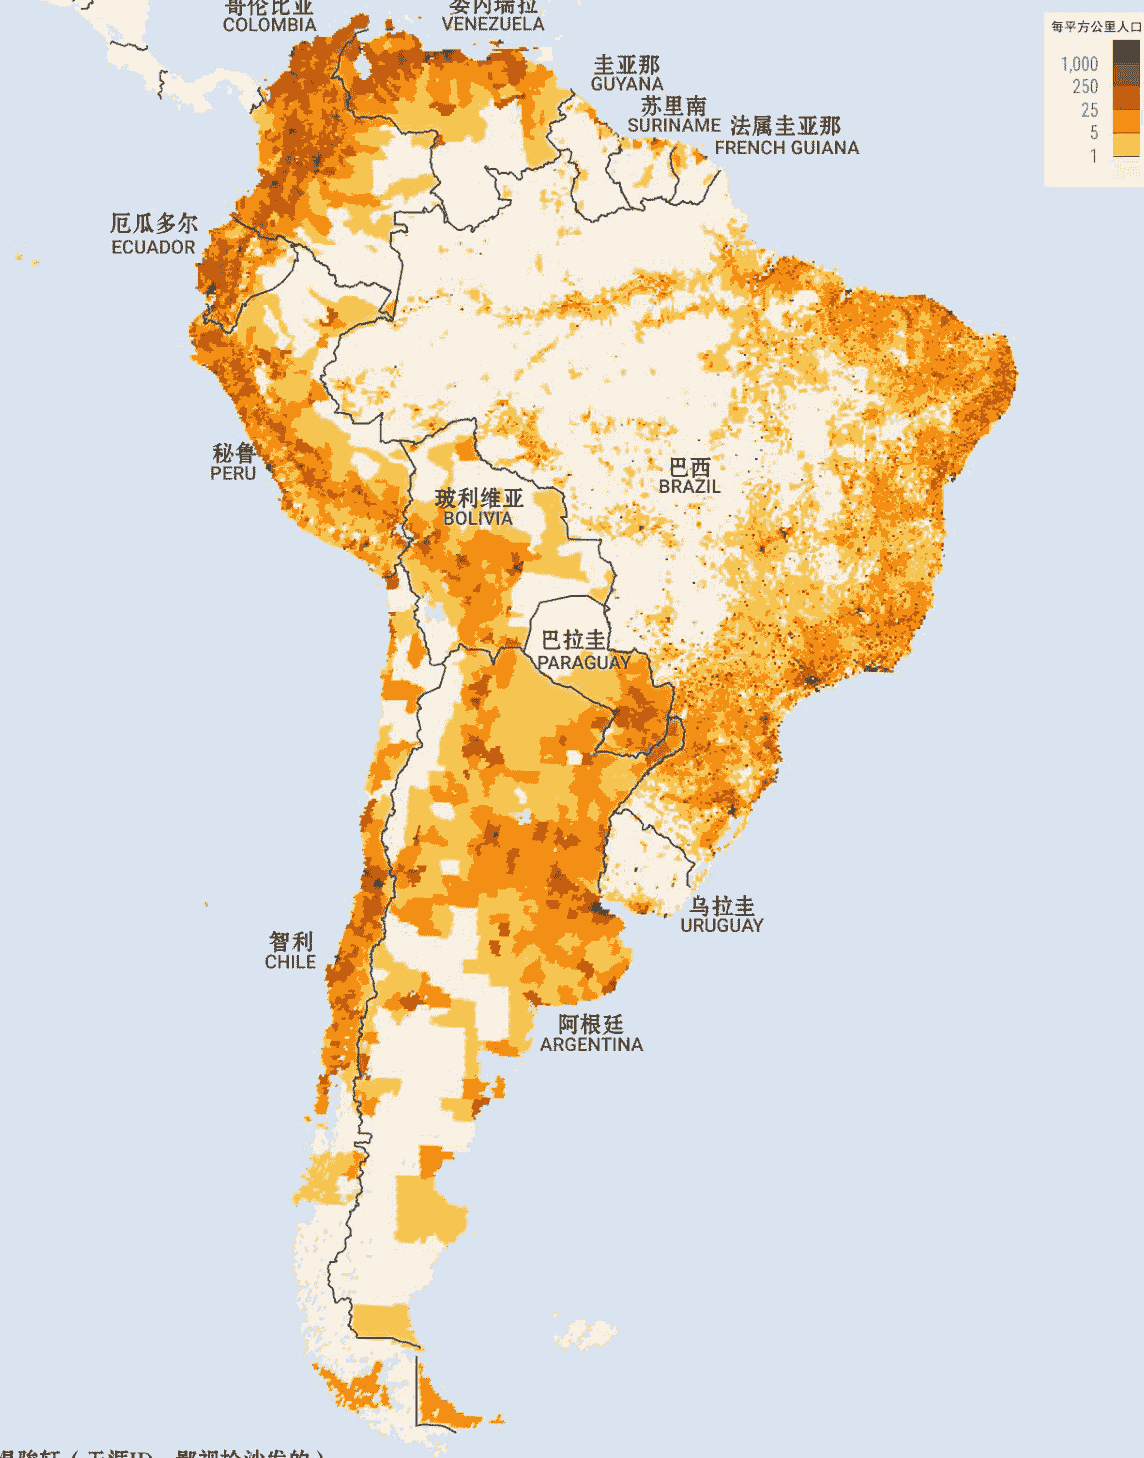 哥伦比亚
COLOMBIA
委内瑞拉
VENEZUELA
每平方公里人口
1,000
250
25
5
1
圭亚那
GUYANA
苏里南
SURINAME
法属圭亚那
FRENCH GUIANA
厄瓜多尔
ECUADOR
秘鲁
PERU
巴西
BRAZIL
玻利维亚
BOLIVIA
巴拉圭
PARAGUAY
乌拉圭
URUGUAY
智利
CHILE
阿根廷
ARGENTINA